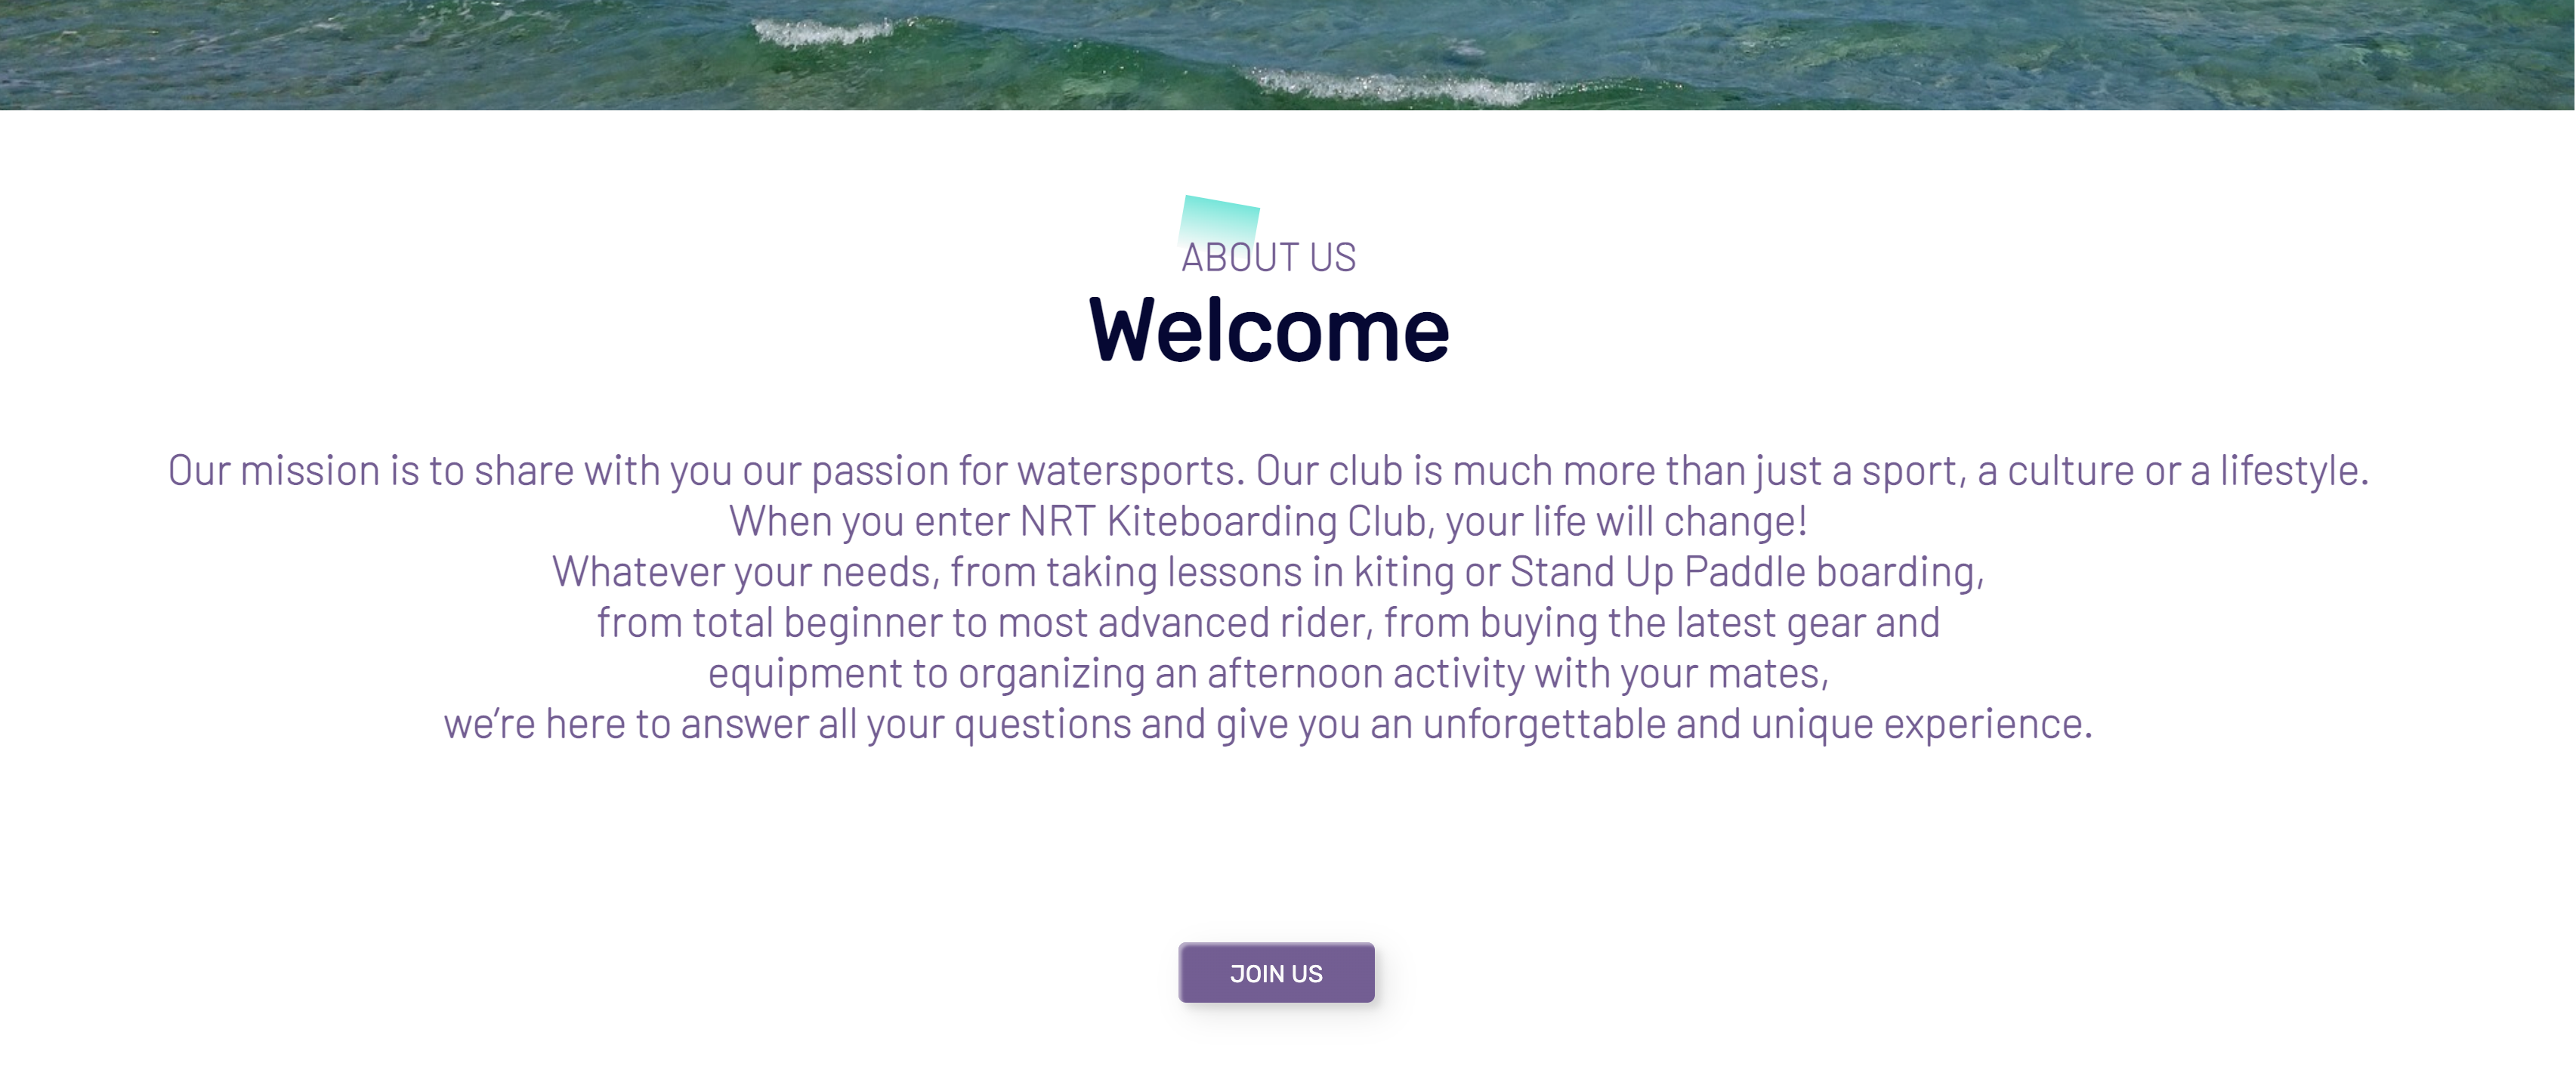 ABOUT US
Welcome
Our mission is to share with you our passion for watersports. Our club is much more than just a sport, a culture or a lifestyle.
When you enter NRT Kiteboarding Club, your life will change!
Whatever your needs, from taking lessons in kiting or Stand Up Paddle boarding,
from total beginner to most advanced rider, from buying the latest gear and
equipment to organizing an afternoon activity with your mates,
we’re here to answer all your questions and give you an unforgettable and unique experience.
JOIN US